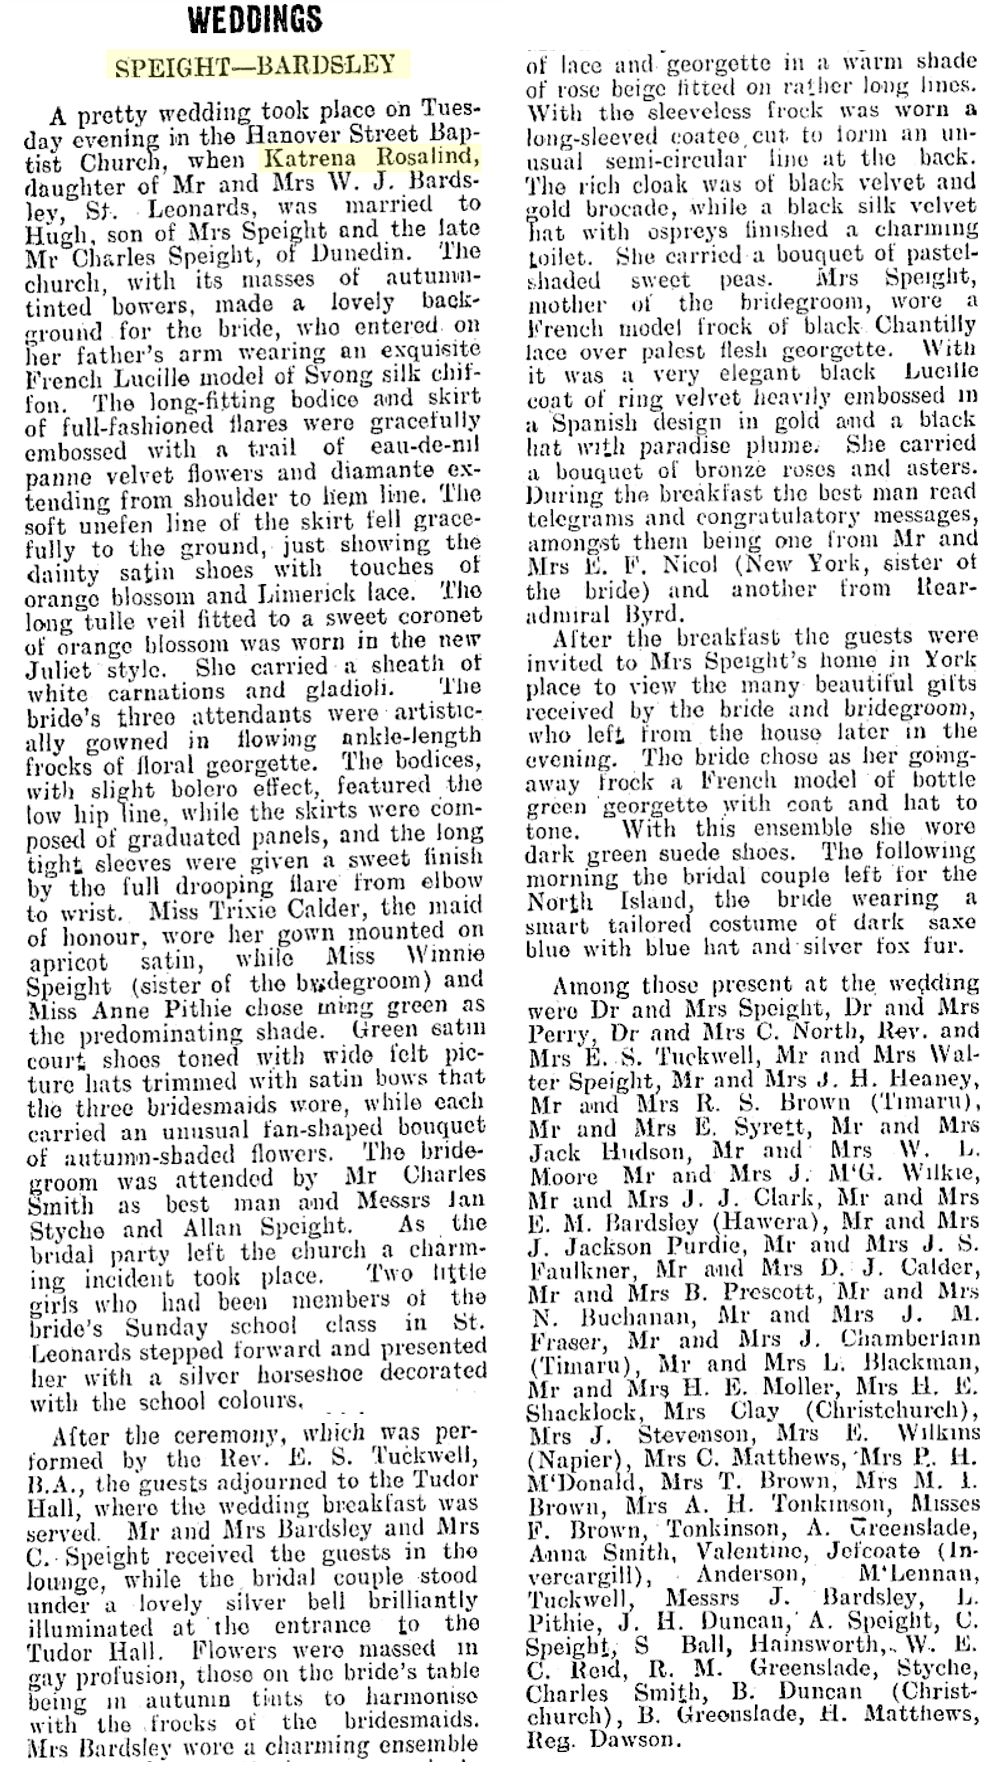 WEDDINGS
SPEIGHT—BARDSLEY
A pretty wedding took place on Tues-
day evening in the Hanover Street Bap-
tist Church, when Katrena Rosalind,
daughter of Mr and Mrs W. J. Bards-
ley, St. Leonards, was married to
Hugh, son of Mrs Speight and the late
Mr Charles Speight, of Dunedin. The
church, with its masses of autumn-
tinted bowers, made a lovely back-
ground for the bride, who entered on
her father's arm wearing an exquisite
French Lucille model of Svong silk chif-
fon. The long-fitting bodice and skirt
of full-fashioned flares were gracefully
embossed with a trail of eau-de-nil
panne velvet flowers and diamante ex-
tending from shoulder to hem line. The
soft unefen line of the skirt fell grace-
fully to the ground, just showing the
dainty satin shoes with touches of
orange blossom and Limerick lace. The
long tulle veil fitted to a sweet coronet
of orange blossom was worn in the new
Juliet style. She carried a sheath of
white carnations and gladioli. The
bride's three attendants were artistic-
ally gowned in flowing ankle-length
frocks of floral georgette. The bodices,
with slight bolero effect, featured the
low hip line, while the skirts were com-
posed of graduated panels, and the long
tight sleeves were given a sweet finish
by the full drooping flare from elbow
to wrist. Miss Trixie Calder, the maid
of honour, wore her gown mounted on
apricot satin, while Miss Winnie
Speight (sister of the bridegroom) and
Miss Anne Pithie chose ming green as
the predominating shade. Green satin
court shoes toned with wide felt pic-
ture hats trimmed with satin bows that
the three bridesmaids wore, while each
carried an unusual fan-shaped bouquet
of autumn-shaded flowers. The bride-
groom was attended by Mr Charles
Smith as best man and Messrs Ian
Styche and Allan Speight. As the
bridal party left the church a charm-
ing incident took place. Two little
girls who had been members of the
bride's Sunday school class in St.
Leonards stepped forward and presented
her with a silver horseshoe decorated
with the school colours.
After the ceremony, which was per-
formed by the Rev. E. S. Tuckwell,
B.A., the guests adjourned to the Tudor
Hall, where the wedding breakfast was
served. Mr and Mrs Bardsley and Mrs
C. Speight received the guests in the
lounge, while the bridal couple stood
under a lovely silver bell brilliantly
illuminated at the entrance to the
Tudor Hall. Flowers were massed in
gay profusion, those on the bride's table
being in autumn tints to harmonise
with the frocks of the bridesmaids.
Mrs Bardsley wore a charming ensemble
of lace and georgette in a warm shade
of rose beige fitted on rather long lines.
With the sleeveless frock was worn a
long-sleeved coatee cut to form an un-
usual semi-circular line at the back.
The rich cloak was of black velvet and
gold brocade, while a black silk velvet
hat with ospreys finished a charming
toilet. She carried a bouquet of pastel-
shaded sweet peas. Mrs Speight,
mother of the bridegroom, wore a
French model frock of black Chantilly
lace over palest flesh georgette. With
it was a very elegant black Lucille
coat of ring velvet heavily embossed in
a Spanish design in gold and a black
hat with paradise plume. She carried
a bouquet of bronze roses and asters.
During the breakfast the best man read
telegrams and congratulatory messages,
amongst them being one from Mr and
Mrs E. F. Nicol (New York, sister of
the bride) and another from Rear-
admiral Byrd.
After the breakfast the guests were
invited to Mrs Speight's home in York
place to view the many beautiful gifts
received by the bride and bridegroom,
who left from the house later in the
evening. The bride chose as her going-
away frock a French model of bottle
green georgette with coat and hat to
tone. With this ensemble she wore
dark green suede shoes. The following
morning the bridal couple left for the
North Island, the bride wearing a
smart tailored costume of dark saxe
blue with blue hat and silver fox fur.
Among those present at the wedding
were Dr and Mrs Speight, Dr and Mrs
Perry, Dr and Mrs C. North, Rev. and
Mrs E. S. Tuckwell, Mr and Mrs Wal-
ter Speight, Mr and Mrs J. H. Heaney,
Mr and Mrs R. S. Brown (Timaru),
Mr and Mrs E. Syrett, Mr and Mrs
Jack Hudson, Mr and Mrs W. L.
Moore Mr and Mrs J. M'G. Wilkie,
Mr and Mrs J. J. Clark, Mr and Mrs
E. M. Bardsley (Hawera), Mr and Mrs
J. Jackson Purdie, Mr and Mrs J. S.
Faulkner, Mr and Mrs D. J. Calder,
Mr and Mrs B. Prescott, Mr and Mrs
N. Buchanan, Mr and Mrs J. M.
Fraser, Mr and Mrs J. Chamberlain
(Timaru), Mr and Mrs L. Blackman,
Mr and Mrs H. E. Moller, Mrs H. E.
Shacklock, Mrs Clay (Christchurch),
Mrs J. Stevenson, Mrs E. Wilkins
(Napier), Mrs C. Matthews, Mrs P. H.
M'Donald, Mrs T. Brown, Mrs M. I.
Brown, Mrs A. H. Tonkinson, Misses
F. Brown, Tonkinson, A. Greenslade,
Anna Smith, Valentine, Jefcoate (In-
vercargill), Anderson, M'Lennan,
Tuckwell, Messrs J. Bardsley, L.
Pithie, J. H. Duncan, A. Speight, C.
Speight, S Ball, Hainsworth, W. E.
C. Reid, R. M. Greenslade, Styche,
Charles Smith, B. Duncan (Christ-
church), B. Greenslade, H. Matthews,
Reg. Dawson.